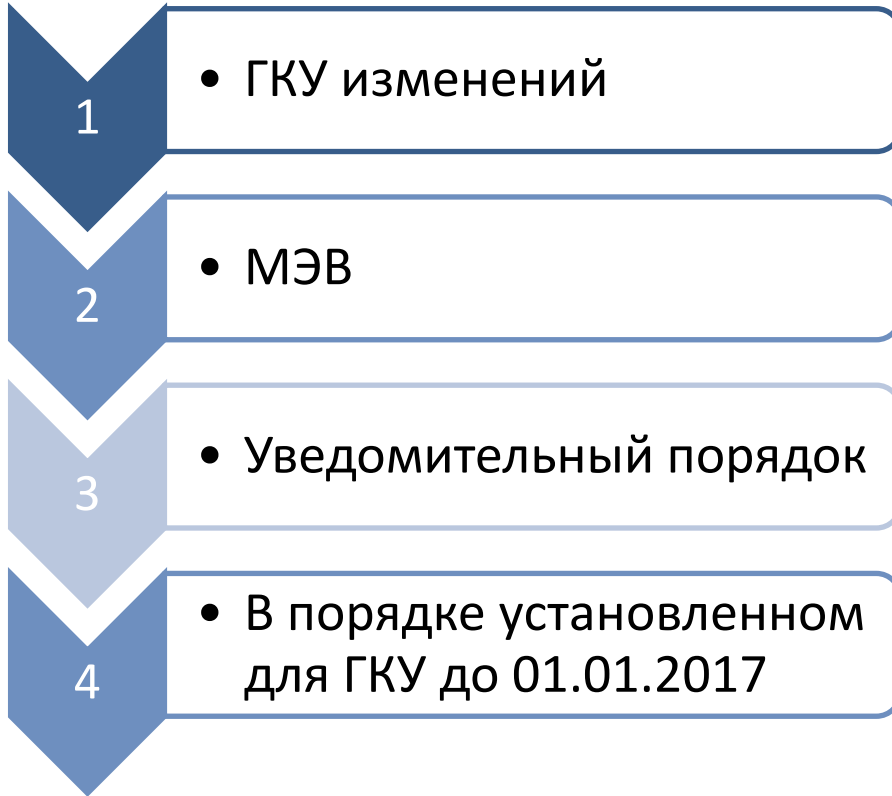 1
• ГКУ изменений
2
• МЭВ
3
• Уведомительный порядок
4
• В порядке установленном
для ГКУ до 01.01.2017